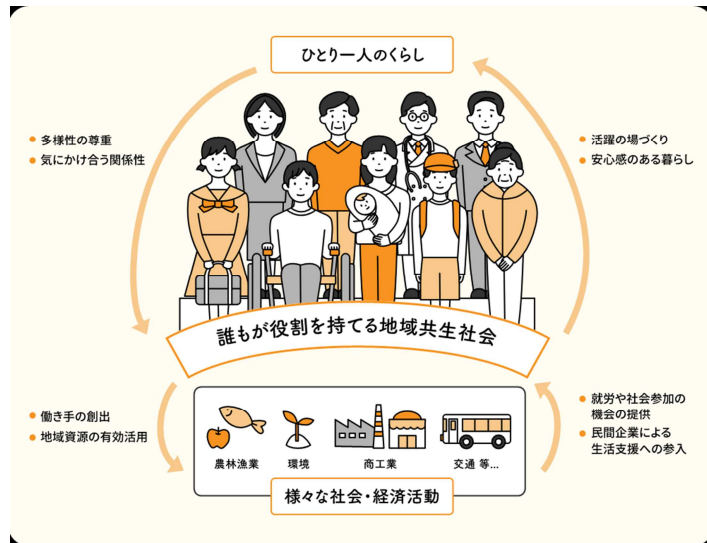 ひとり一人のくらし
多様性の尊重
気にかけ合う関係性
活躍の場づくり
安心感のある暮らし
誰もが役割を持てる地域共生社会
働き手の創出
地域資源の有効活用
就労や社会参加の
機会の提供
民間企業による
生活支援への参入
農林漁業
環境
商工業
交通 等...
様々な社会・経済活動